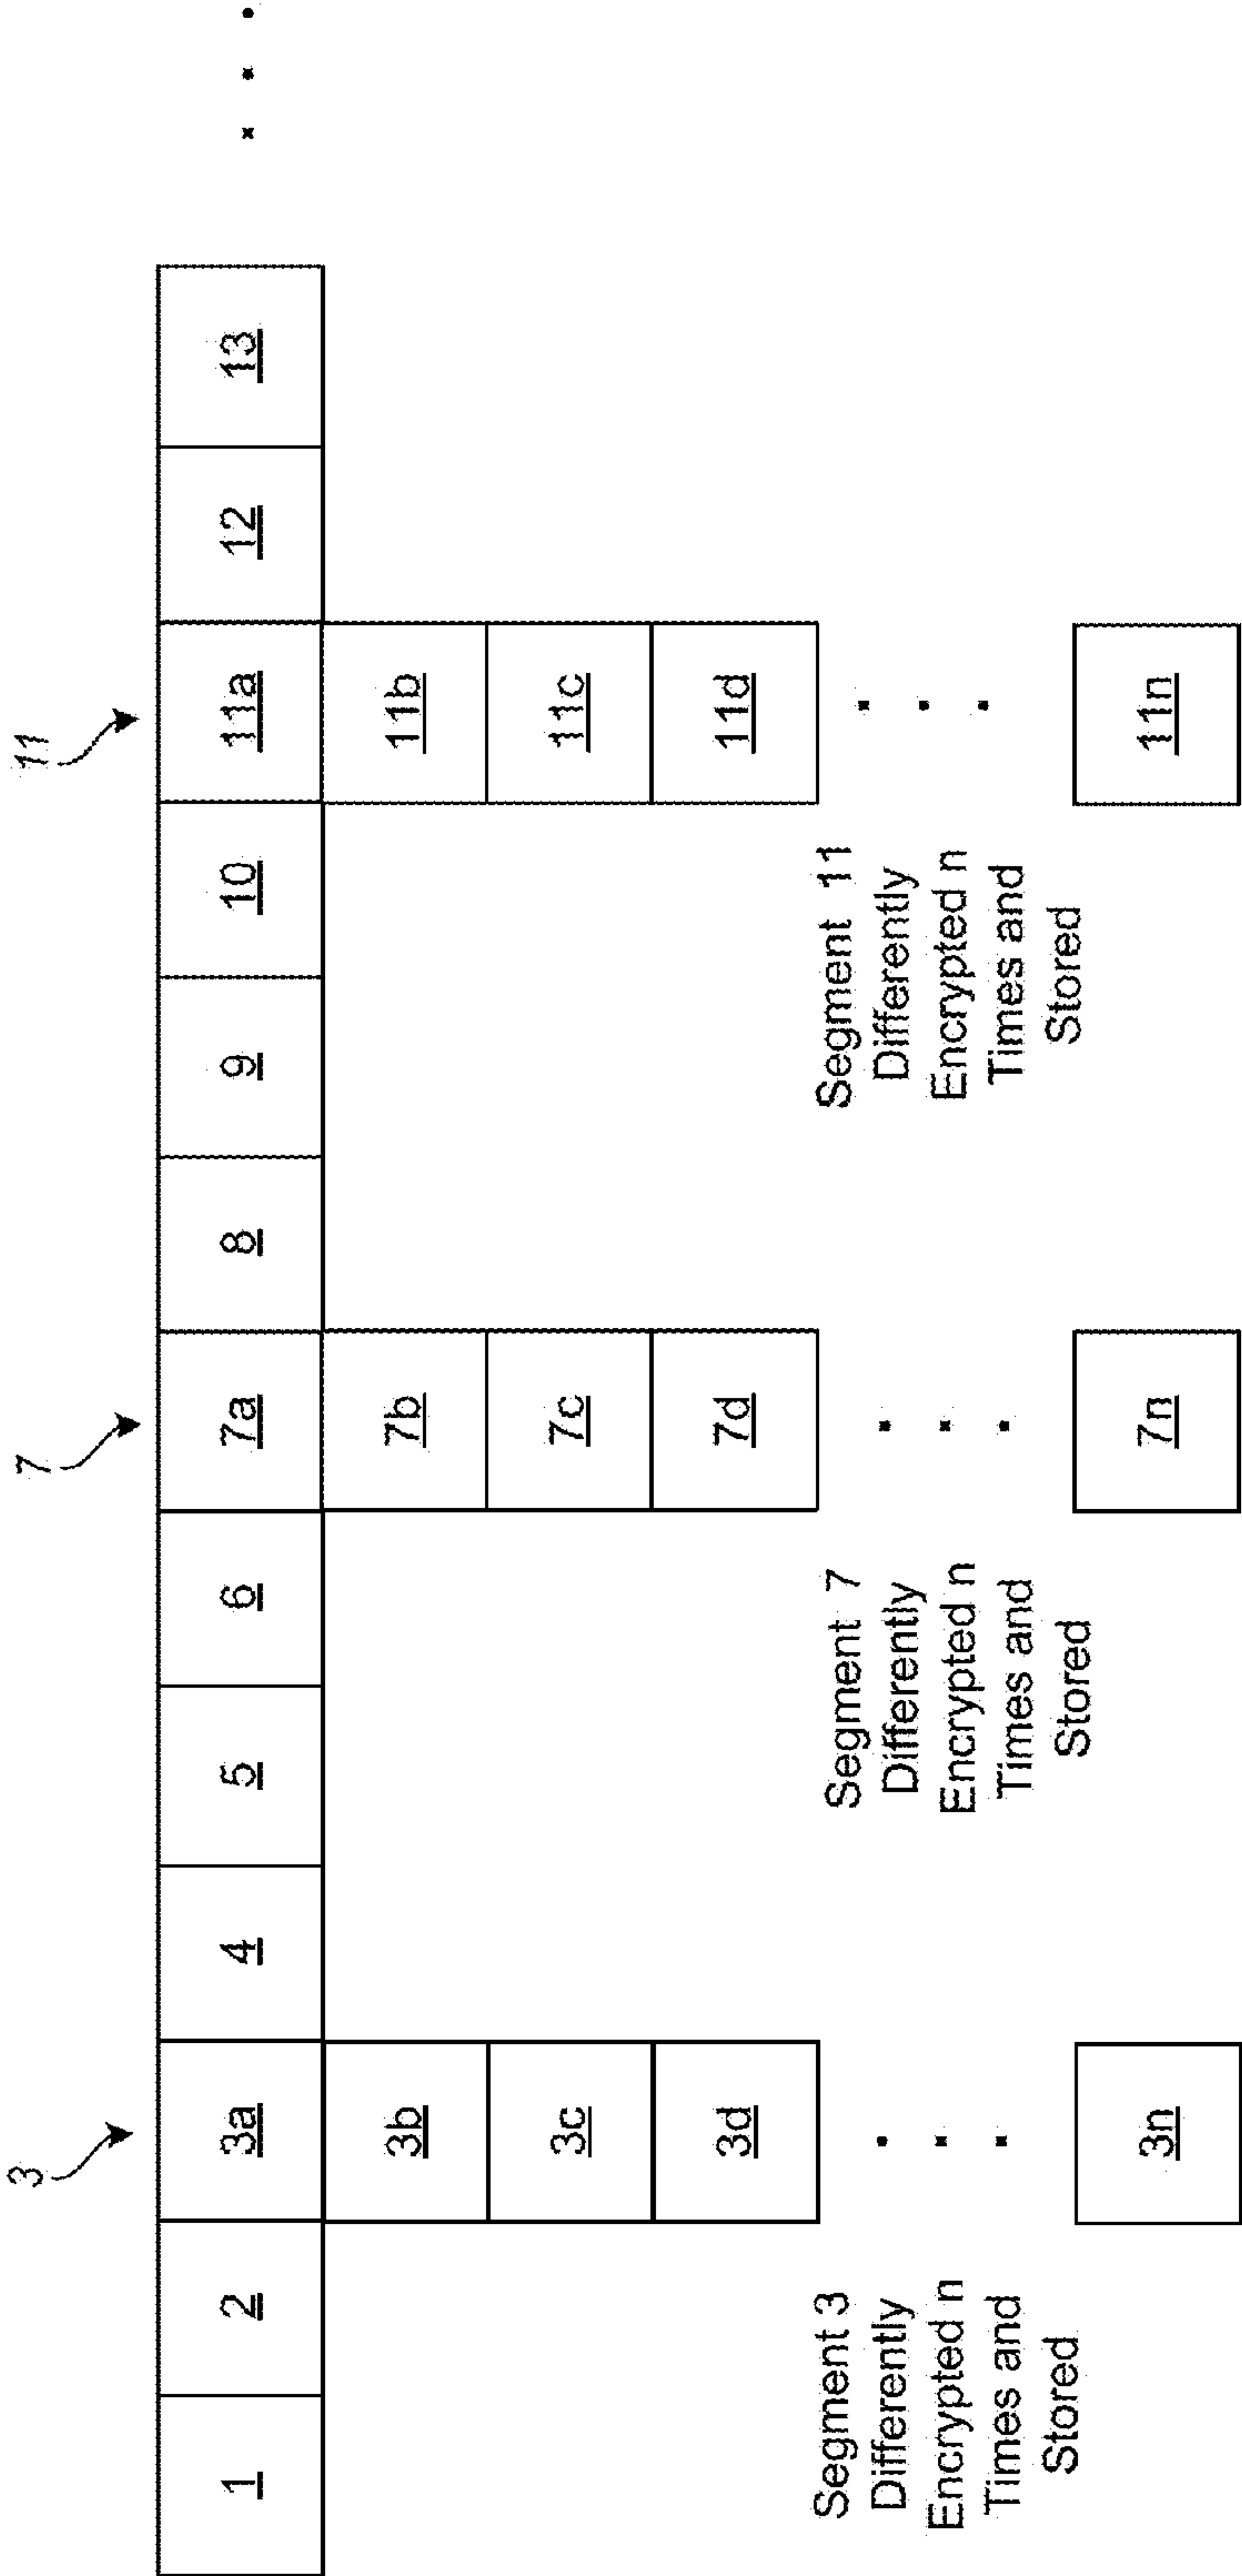 3
7
11
1 2 3a 4 5 6 7a 8 9 10 11a 12 13
3b 7b 11b
3c 7c 11c
3d 7d 11d
Segment 3
Differently
Encrypted n
Times and
Stored
Segment 7
Differently
Encrypted n
Times and
Stored
Segment 11
Differently
Encrypted n
Times and
Stored
3n 7n 11n